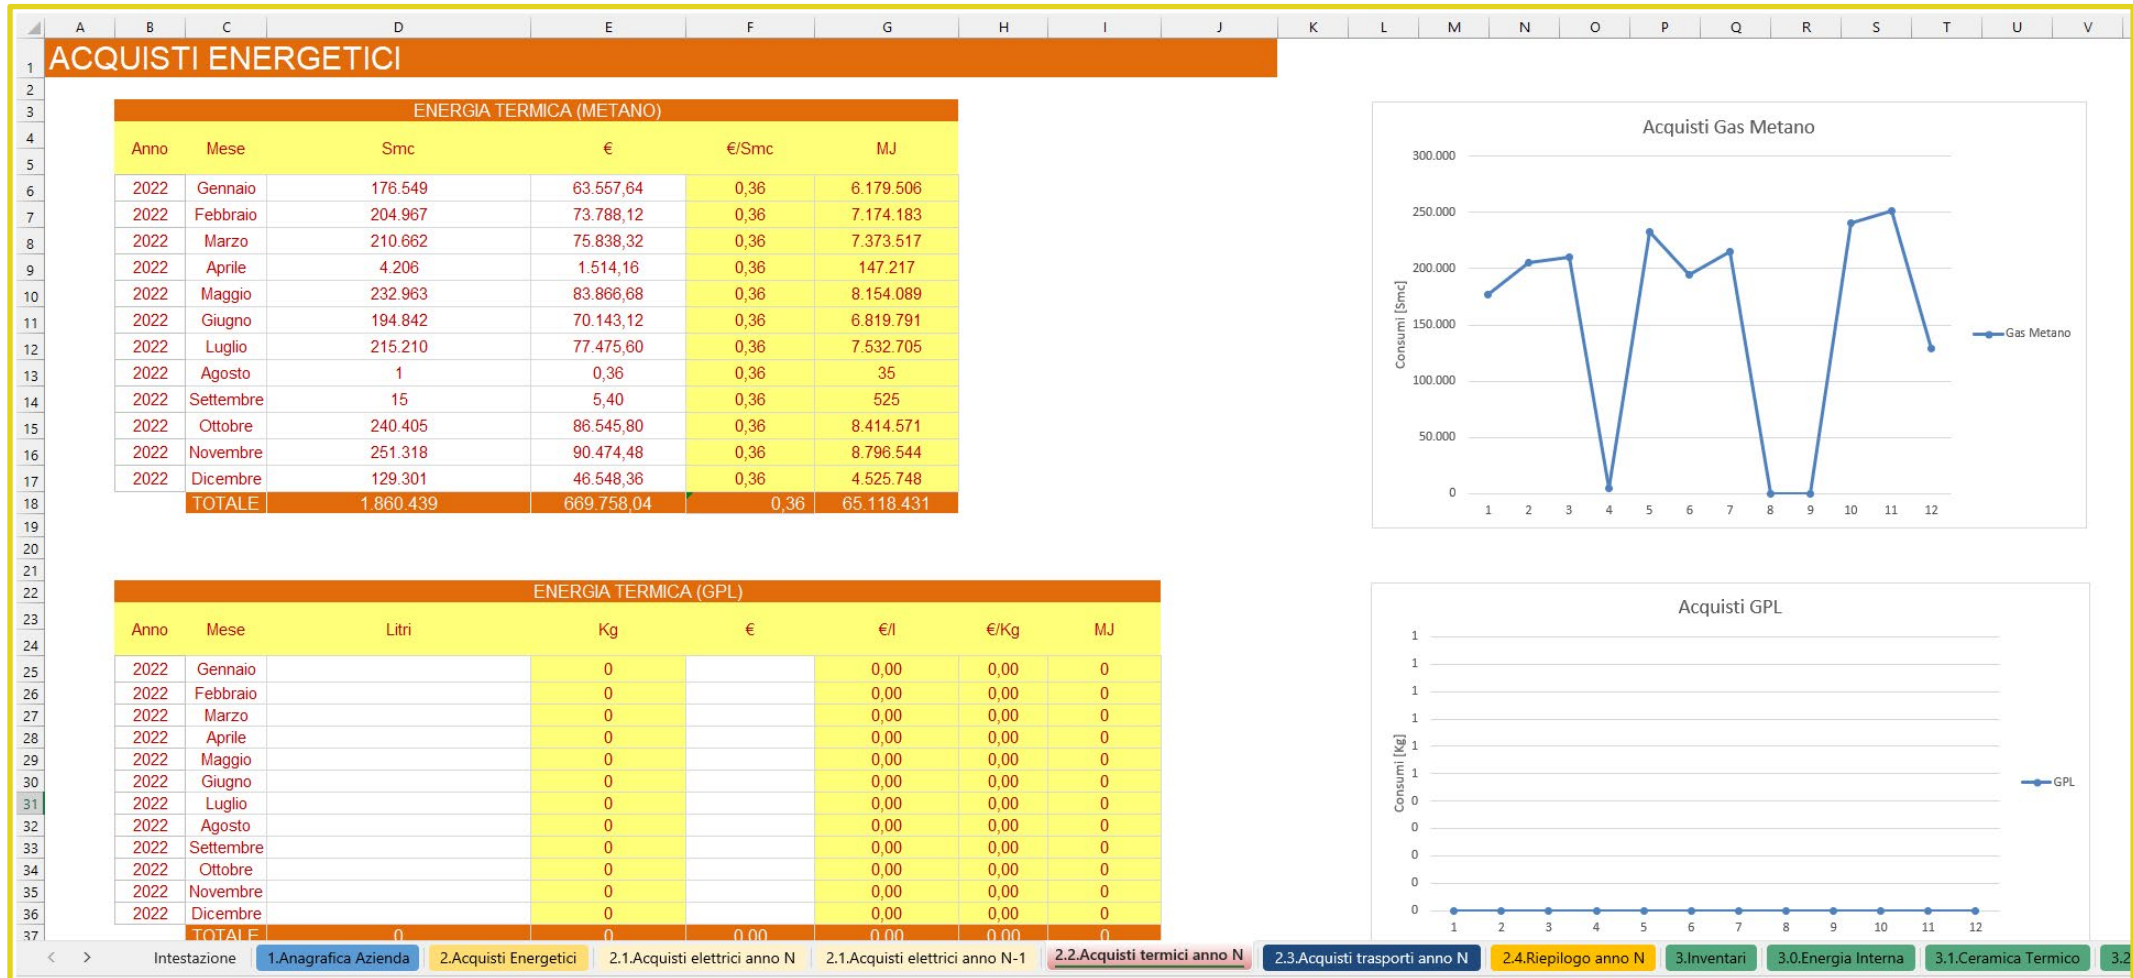 A B C D E F G H I J K L M N O P Q R S T U V
1 ACQUISTI ENERGETICI
2
3 ENERGIA TERMICA (METANO)
4
Anno Mese Smc € €/Smc MJ
5
6 2022 Gennaio 176.549 63.557,64 0,36 6.179.506
7 2022 Febbraio 204.967 73.788,12 0,36 7.174.183
8 2022 Marzo 210.662 75.838,32 0,36 7.373.517
9 2022 Aprile 4.206 1.514,16 0,36 147.217
10 2022 Maggio 232.963 83.866,68 0,36 8.154.089
11 2022 Giugno 194.842 70.143,12 0,36 6.819.791
12 2022 Luglio 215.210 77.475,60 0,36 7.532.705
13 2022 Agosto 1 0,36 0,36 35
14 2022 Settembre 15 5,40 0,36 525
15 2022 Ottobre 240.405 86.545,80 0,36 8.414.571
16 2022 Novembre 251.318 90.474,48 0,36 8.796.544
17 2022 Dicembre 129.301 46.548,36 0,36 4.525.748
18 TOTALE 1.860.439 669.758,04 0,36 65.118.431
19
20
21
Acquisti Gas Metano
300.000
250.000
200.000
150.000
100.000
50.000
0
Consumi [Smc]
1 2 3 4 5 6 7 8 9 10 11 12
Gas Metano
22 ENERGIA TERMICA (GPL)
23
Anno Mese Litri Kg € €/l €/Kg MJ
24
25 2022 Gennaio 0 0,00 0,00 0
26 2022 Febbraio 0 0,00 0,00 0
27 2022 Marzo 0 0,00 0,00 0
28 2022 Aprile 0 0,00 0,00 0
29 2022 Maggio 0 0,00 0,00 0
30 2022 Giugno 0 0,00 0,00 0
31 2022 Luglio 0 0,00 0,00 0
32 2022 Agosto 0 0,00 0,00 0
33 2022 Settembre 0 0,00 0,00 0
34 2022 Ottobre 0 0,00 0,00 0
35 2022 Novembre 0 0,00 0,00 0
36 2022 Dicembre 0 0,00 0,00 0
37 TOTALE 0 0 0,00 0,00 0,00 0
Acquisti GPL
1
1
1
1
1
1
0
0
0
0
0
Consumi [Kg]
1 2 3 4 5 6 7 8 9 10 11 12
GPL
Intestazione 1.Anagrafica Azienda 2.Acquisti Energetici 2.1.Acquisti elettrici anno N 2.1.Acquisti elettrici anno N-1 2.2.Acquisti termici anno N 2.3.Acquisti trasporti anno N 2.4.Riepilogo anno N 3.Inventari 3.0.Energia Interna 3.1.Ceramica Termico 3.2